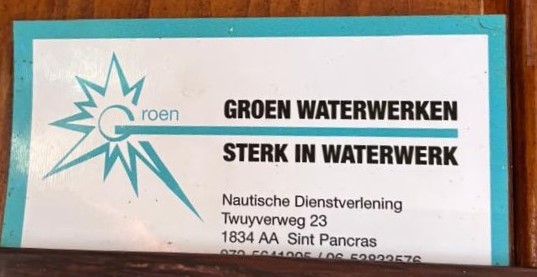 Groen
GROEN WATERWERKEN
STERK IN WATERWERK
Nautische Dienstverlening
Twuyverweg 23
1834 AA Sint Pancras